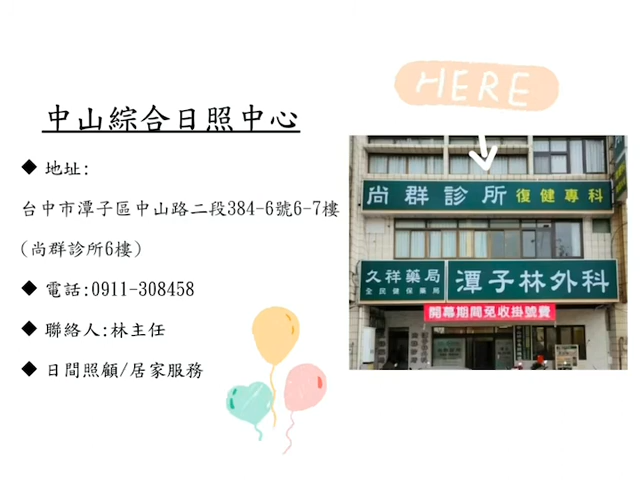 HERE
中山綜合日照中心
◆ 地址:
台中市潭子區中山路二段384-6號6-7樓
(尚群診所6樓)
◆ 電話:0911-308458
◆ 聯絡人:林主任
◆ 日間照顧/居家服務
尚群診所 復健專科
久祥藥局
全民健保藥局
潭子林外科
開幕期間免收掛號費